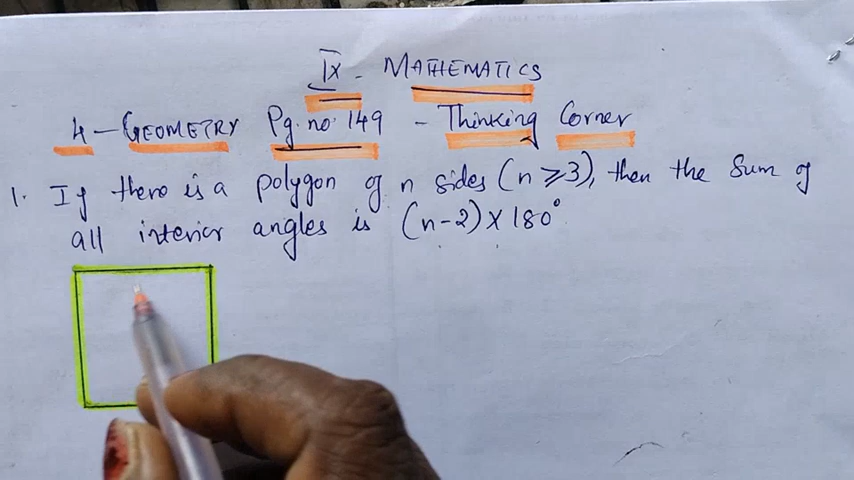 IX - MATHEMATICS
4 - GEOMETRY Pg. no. 149 - Thinking Corner
1. If there is a polygon of n sides (n ≥ 3), then the sum of
all interior angles is (n-2) × 180°